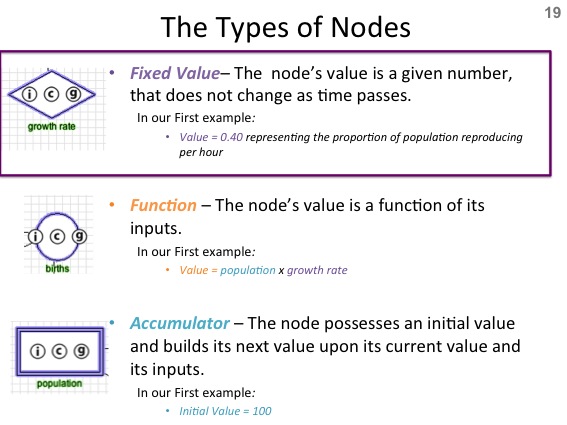 19
The Types of Nodes
i c g
growth rate
• Fixed Value– The node's value is a given number,
that does not change as time passes.
In our First example:
• Value = 0.40 representing the proportion of population reproducing
per hour
i c g
births
• Function – The node's value is a function of its
inputs.
In our First example:
• Value = population x growth rate
i c g
population
• Accumulator – The node possesses an initial value
and builds its next value upon its current value and
its inputs.
In our First example:
• Initial Value = 100